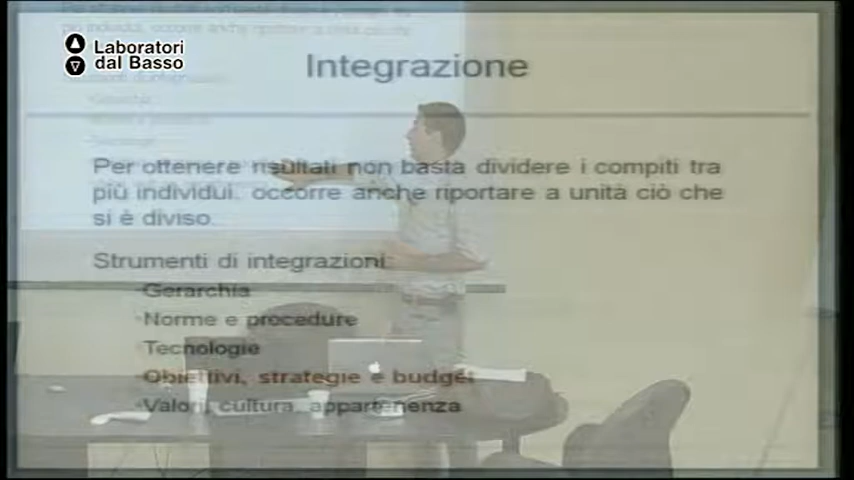 Laboratori
dal Basso
Integrazione
Per ottenere risultati non basta dividere i compiti tra
più individui. occorre anche riportare a unità ciò che
si è diviso.
Strumenti di integrazioni:
Gerarchia
Norme e procedure
Tecnologie
Obiettivi, strategie e budget
Valori, cultura, appartenenza